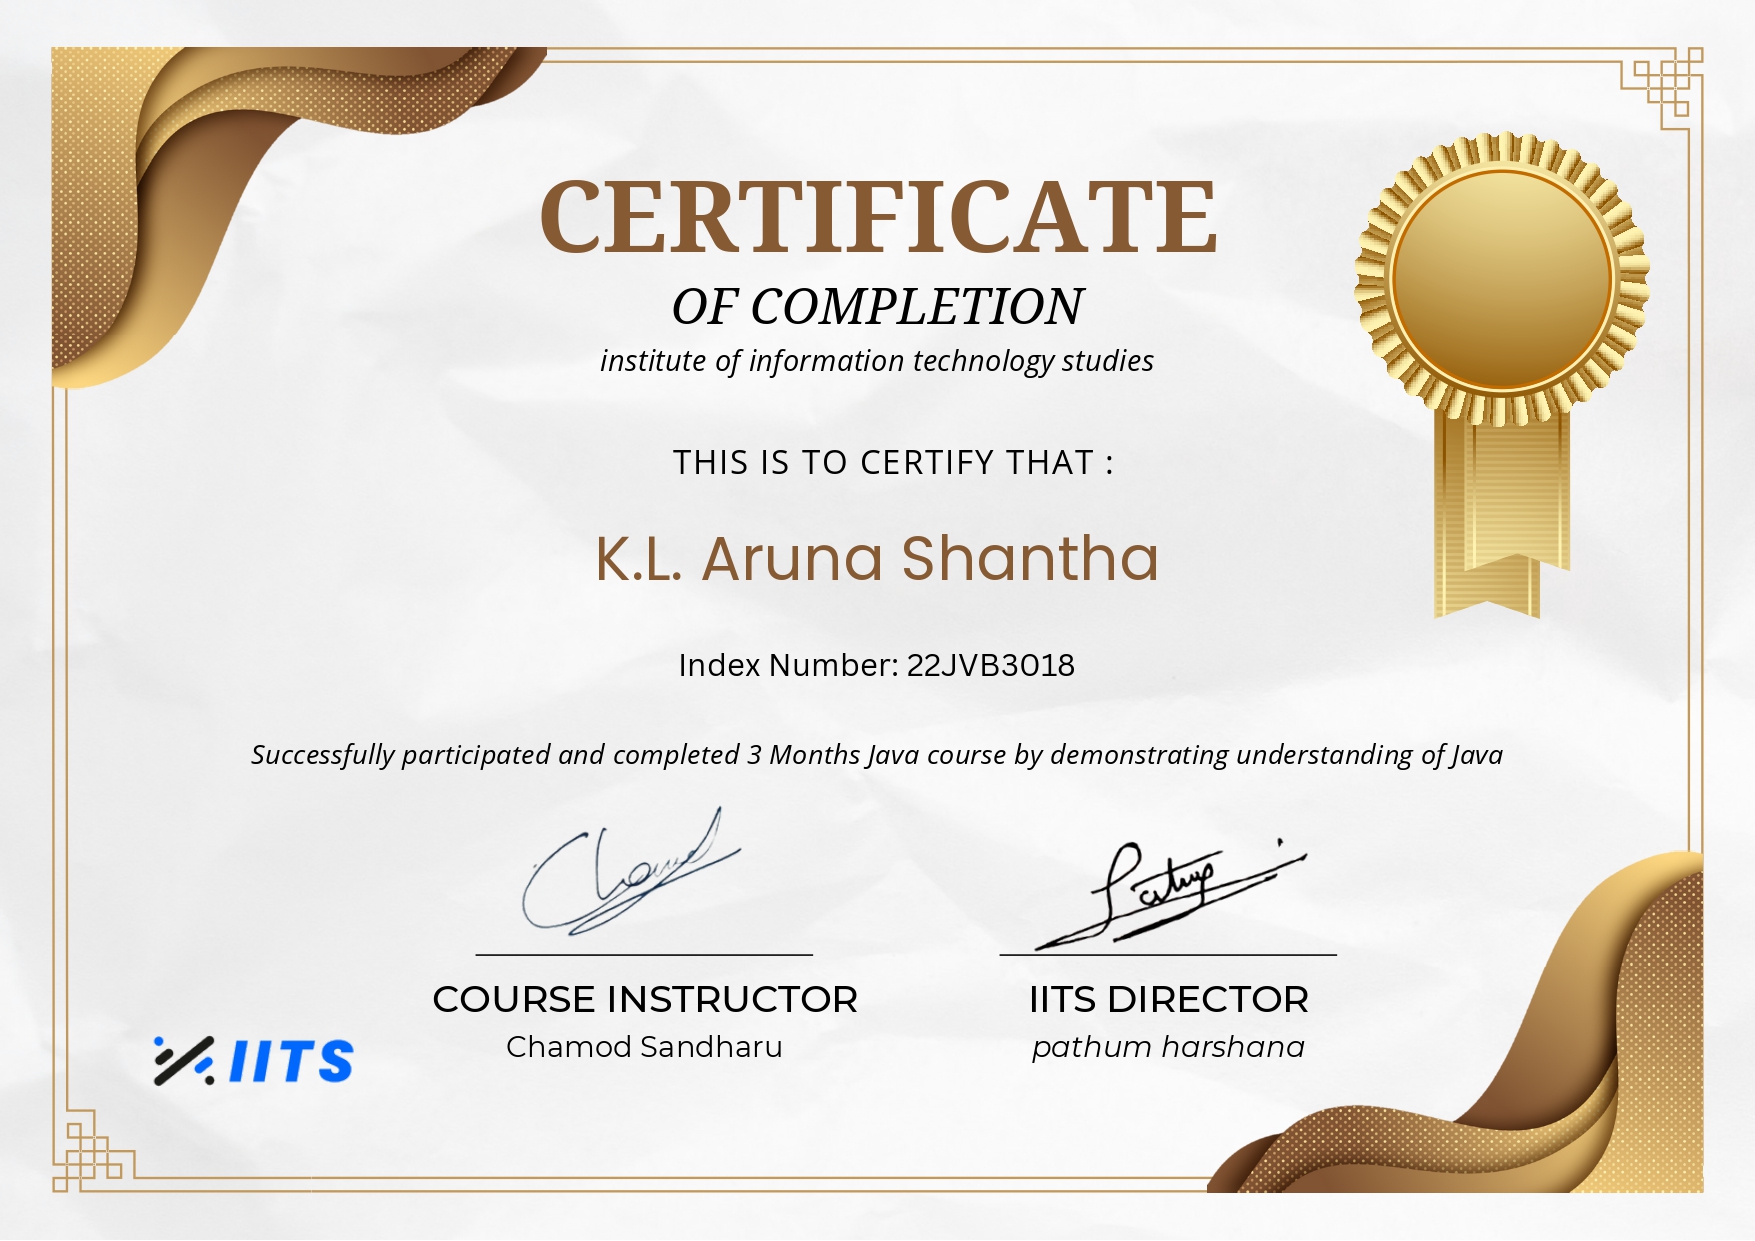 CERTIFICATE
OF COMPLETION
institute of information technology studies
THIS IS TO CERTIFY THAT :
K.L. Aruna Shantha
Index Number: 22JVB3018
Successfully participated and completed 3 Months Java course by demonstrating understanding of Java
Chamod
Pathup
COURSE INSTRUCTOR
Chamod Sandharu
IITS DIRECTOR
pathum harshana
IITS